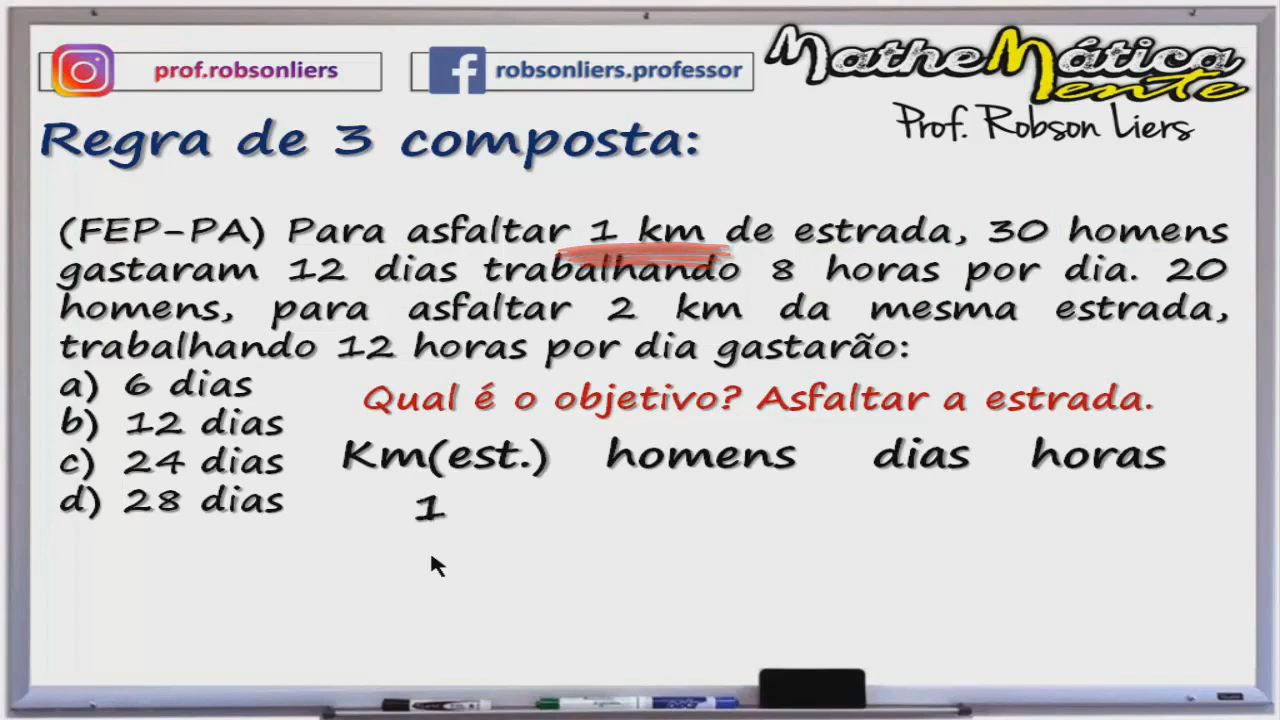 prof.robsonliers
robsonliers.professor
MatheMática
Mente
Prof. Robson Liers
Regra de 3 composta:
(FEP-PA) Para asfaltar 1 km de estrada, 30 homens
gastaram 12 dias trabalhando 8 horas por dia. 20
homens, para asfaltar 2 km da mesma estrada,
trabalhando 12 horas por dia gastarão:
a) 6 dias
b) 12 dias
c) 24 dias
d) 28 dias
Qual é o objetivo? Asfaltar a estrada.
Km(est.) homens dias horas
1